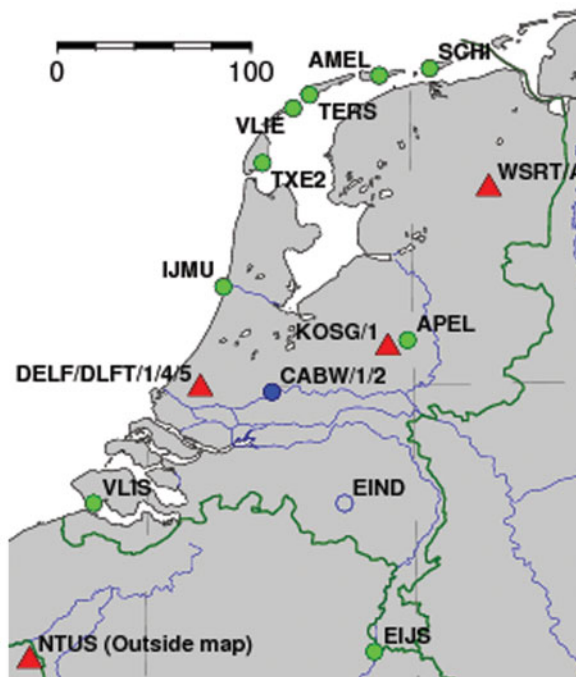 SCHI
AMEL
0 100
TERS
VLIE
TXE2
WSRT/A
IJMU
KOSG/1 APEL
DELF/DLFT/1/4/5 CABW/1/2
VLIS EIND
NTUS (Outside map) EIJS